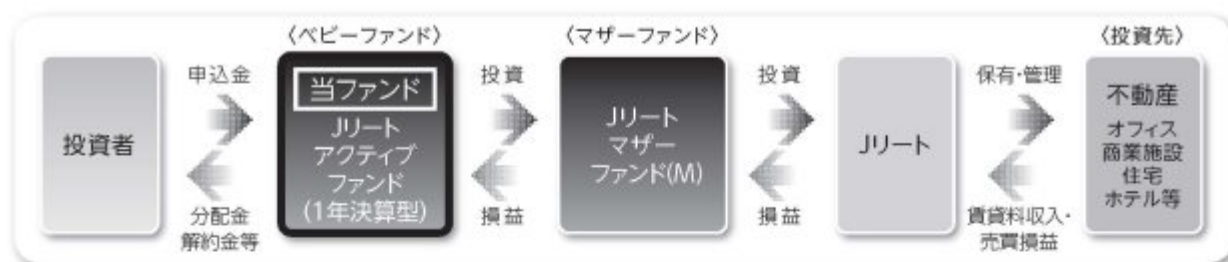 〈ベビーファンド〉
〈マザーファンド〉
〈投資先〉
投資者
申込金
分配金
解約金等
当ファンド
Jリート
アクティブ
ファンド
(1年決算型)
投資
損益
Jリート
マザー
ファンド(M)
投資
損益
Jリート
保有・管理
賃貸料収入・
売買損益
不動産
オフィス
商業施設
住宅
ホテル等